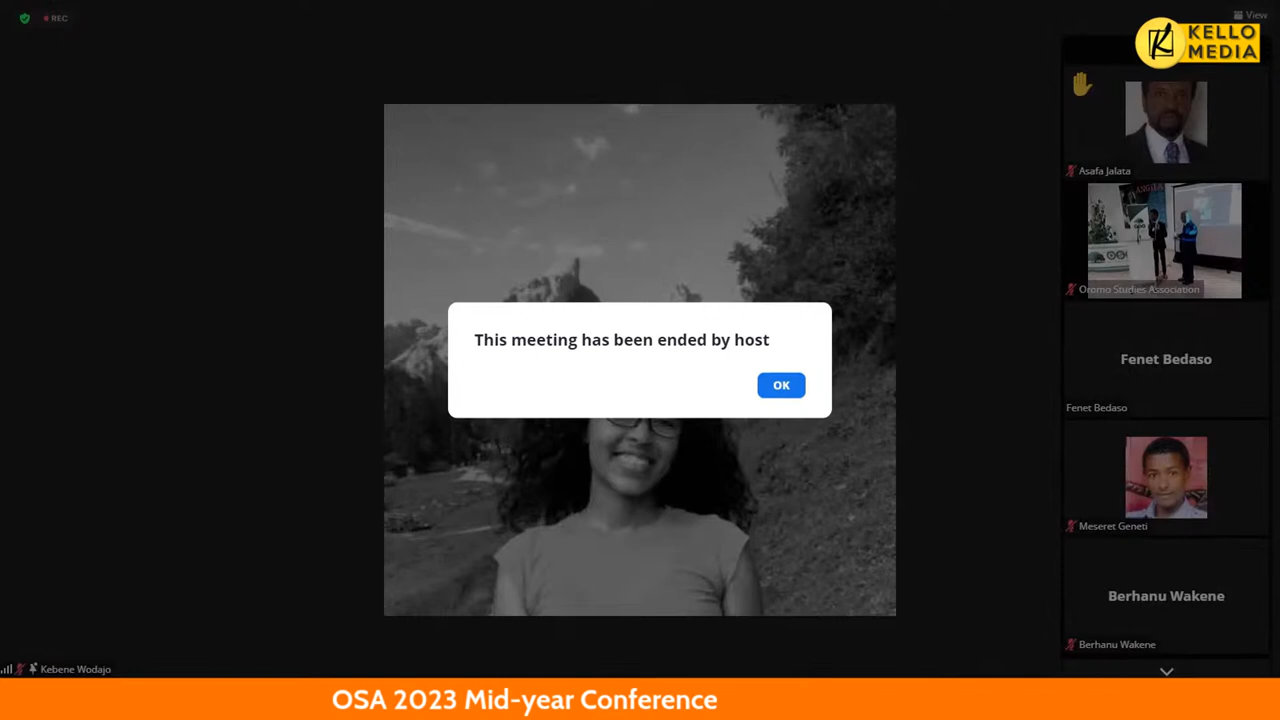 REC
View
KELLO
MEDIA
Asafa Jalata
Oromo Studies Association
Fenet Bedaso
Fenet Bedaso
Meseret Geneti
Berhanu Wakene
Berhanu Wakene
This meeting has been ended by host
OK
Kebene Wodajo
OSA 2023 Mid-year Conference